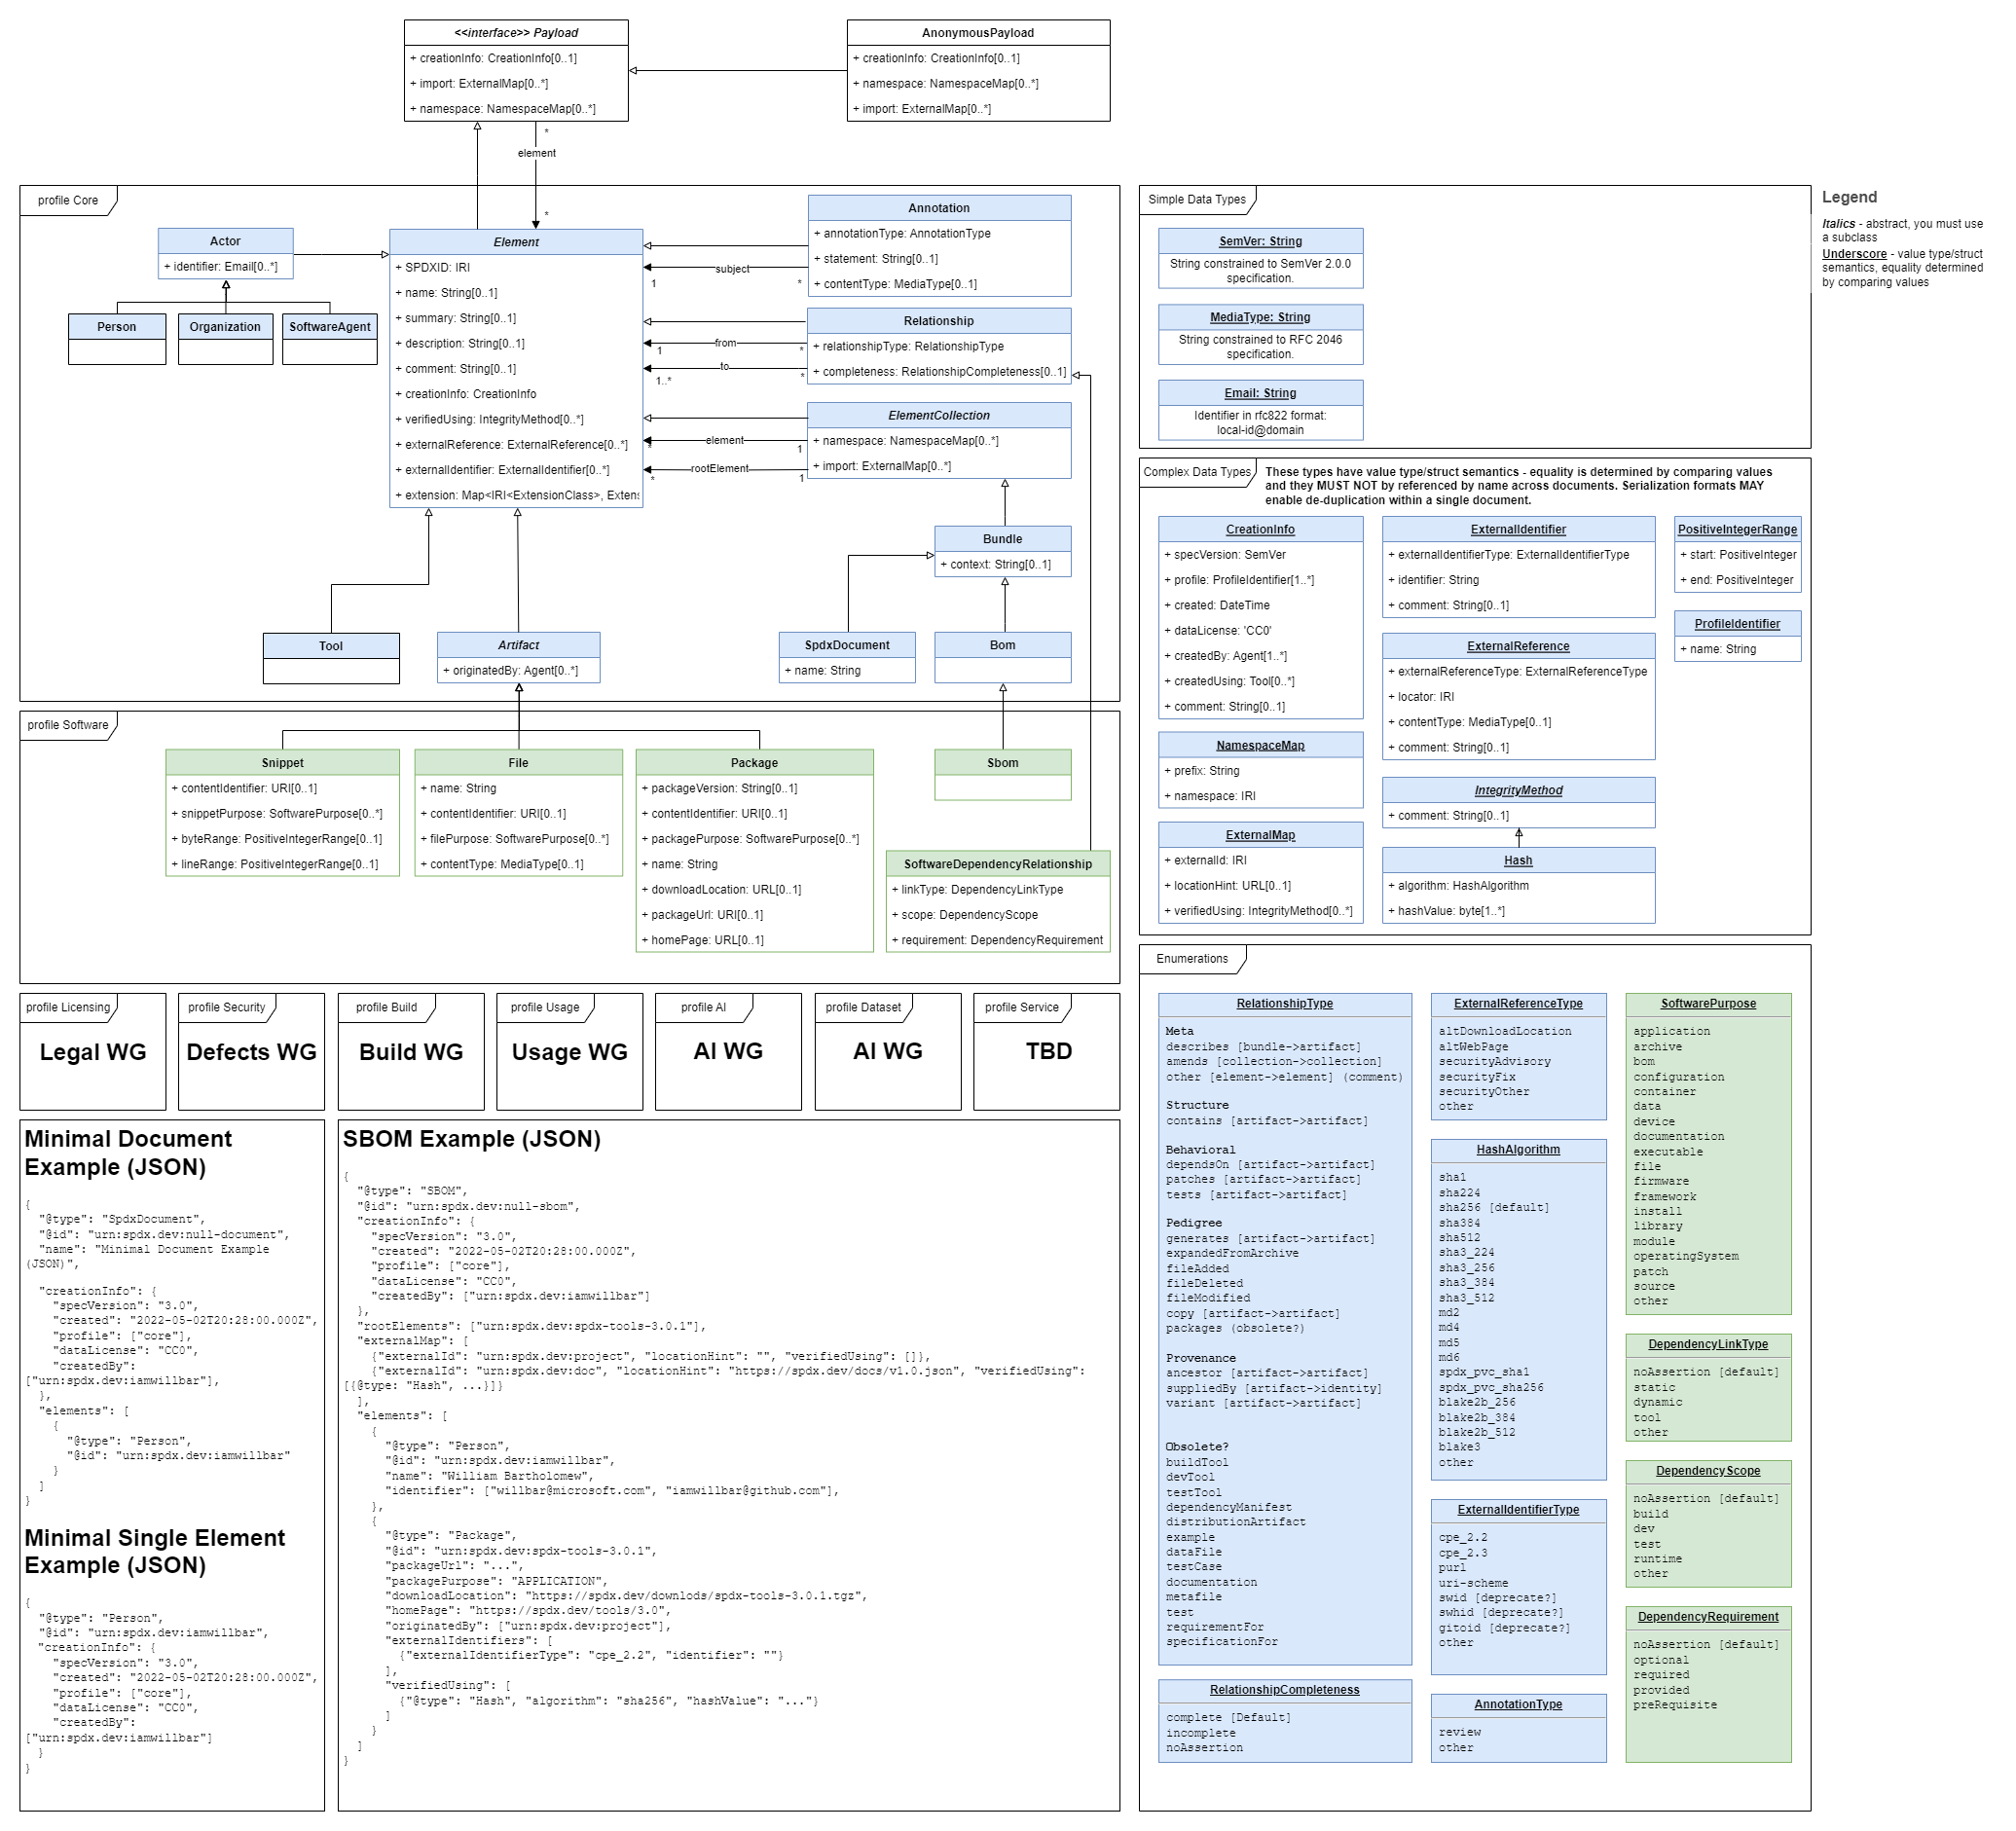 <<interface>> Payload
+ creationInfo: CreationInfo[0..1]
+ import: ExternalMap[0..*]
+ namespace: NamespaceMap[0..*]
AnonymousPayload
+ creationInfo: CreationInfo[0..1]
+ namespace: NamespaceMap[0..*]
+ import: ExternalMap[0..*]
*
element
*
profile Core
Actor
+ identifier: Email[0..*]
Person
Organization
SoftwareAgent
Element
+ SPDXID: IRI
+ name: String[0..1]
+ summary: String[0..1]
+ description: String[0..1]
+ comment: String[0..1]
+ creationInfo: CreationInfo
+ verifiedUsing: IntegrityMethod[0..*]
+ externalReference: ExternalReference[0..*]
+ externalIdentifier: ExternalIdentifier[0..*]
+ extension: Map<IRI<ExtensionClass>, Extens
Annotation
+ annotationType: AnnotationType
+ statement: String[0..1]
+ contentType: MediaType[0..1]
subject
1
*
Relationship
+ relationshipType: RelationshipType
+ completeness: RelationshipCompleteness[0..1]
from
1
*
to
1..*
*
ElementCollection
+ namespace: NamespaceMap[0..*]
+ import: ExternalMap[0..*]
element
*
1
rootElement
*
1
Bundle
+ context: String[0..1]
Tool
Artifact
+ originatedBy: Agent[0..*]
SpdxDocument
+ name: String
Bom
profile Software
Snippet
+ contentIdentifier: URI[0..1]
+ snippetPurpose: SoftwarePurpose[0..*]
+ byteRange: PositiveIntegerRange[0..1]
+ lineRange: PositiveIntegerRange[0..1]
File
+ name: String
+ contentIdentifier: URI[0..1]
+ filePurpose: SoftwarePurpose[0..*]
+ contentType: MediaType[0..1]
Package
+ packageVersion: String[0..1]
+ contentIdentifier: URI[0..1]
+ packagePurpose: SoftwarePurpose[0..*]
+ name: String
+ downloadLocation: URL[0..1]
+ packageUrl: URI[0..1]
+ homePage: URL[0..1]
Sbom
SoftwareDependencyRelationship
+ linkType: DependencyLinkType
+ scope: DependencyScope
+ requirement: DependencyRequirement
profile Licensing
Legal WG
profile Security
Defects WG
profile Build
Build WG
profile Usage
Usage WG
profile AI
AI WG
profile Dataset
AI WG
profile Service
TBD
Minimal Document
Example (JSON)
{
"@type": "SpdxDocument",
"@id": "urn:spdx.dev:null-document",
"name": "Minimal Document Example
(JSON)",
"creationInfo": {
"specVersion": "3.0",
"created": "2022-05-02T20:28:00.000Z",
"profile": ["core"],
"dataLicense": "CC0",
"createdBy":
["urn:spdx.dev:iamwillbar"],
},
"elements": [
{
"@type": "Person",
"@id": "urn:spdx.dev:iamwillbar"
}
]
}
Minimal Single Element
Example (JSON)
{
"@type": "Person",
"@id": "urn:spdx.dev:iamwillbar",
"creationInfo": {
"specVersion": "3.0",
"created": "2022-05-02T20:28:00.000Z",
"profile": ["core"],
"dataLicense": "CC0",
"createdBy":
["urn:spdx.dev:iamwillbar"]
}
}
SBOM Example (JSON)
{
"@type": "SBOM",
"@id": "urn:spdx.dev:null-sbom",
"creationInfo": {
"specVersion": "3.0",
"created": "2022-05-02T20:28:00.000Z",
"profile": ["core"],
"dataLicense": "CC0",
"createdBy": ["urn:spdx.dev:iamwillbar"]
},
"rootElements": ["urn:spdx.dev:spdx-tools-3.0.1"],
"externalMap": [
{"externalId": "urn:spdx.dev:project", "locationHint": "", "verifiedUsing": []},
{"externalId": "urn:spdx.dev:doc", "locationHint": "https://spdx.dev/docs/v1.0.json", "verifiedUsing":
[{@type: "Hash", ...}]}
],
"elements": [
{
"@type": "Person",
"@id": "urn:spdx.dev:iamwillbar",
"name": "William Bartholomew",
"identifier": ["willbar@microsoft.com", "iamwillbar@github.com"],
},
{
"@type": "Package",
"@id": "urn:spdx.dev:spdx-tools-3.0.1",
"packageUrl": "...",
"packagePurpose": "APPLICATION",
"downloadLocation": "https://spdx.dev/downlods/spdx-tools-3.0.1.tgz",
"homePage": "https://spdx.dev/tools/3.0",
"originatedBy": ["urn:spdx.dev:project"],
"externalIdentifiers": [
{"externalIdentifierType": "cpe_2.2", "identifier": ""}
],
"verifiedUsing": [
{"@type": "Hash", "algorithm": "sha256", "hashValue": "..."}
]
}
]
}
Simple Data Types
SemVer: String
String constrained to SemVer 2.0.0
specification.
MediaType: String
String constrained to RFC 2046
specification.
Email: String
Identifier in rfc822 format:
local-id@domain
Legend
Italics - abstract, you must use
a subclass
Underscore - value type/struct
semantics, equality determined
by comparing values
Complex Data Types
These types have value type/struct semantics - equality is determined by comparing values
and they MUST NOT by referenced by name across documents. Serialization formats MAY
enable de-duplication within a single document.
CreationInfo
+ specVersion: SemVer
+ profile: ProfileIdentifier[1..*]
+ created: DateTime
+ dataLicense: 'CC0'
+ createdBy: Agent[1..*]
+ createdUsing: Tool[0..*]
+ comment: String[0..1]
NamespaceMap
+ prefix: String
+ namespace: IRI
ExternalMap
+ externalId: IRI
+ locationHint: URL[0..1]
+ verifiedUsing: IntegrityMethod[0..*]
ExternalIdentifier
+ externalIdentifierType: ExternalIdentifierType
+ identifier: String
+ comment: String[0..1]
ExternalReference
+ externalReferenceType: ExternalReferenceType
+ locator: IRI
+ contentType: MediaType[0..1]
+ comment: String[0..1]
IntegrityMethod
+ comment: String[0..1]
Hash
+ algorithm: HashAlgorithm
+ hashValue: byte[1..*]
PositiveIntegerRange
+ start: PositiveInteger
+ end: PositiveInteger
ProfileIdentifier
+ name: String
Enumerations
RelationshipType
Meta
describes [bundle->artifact]
amends [collection->collection]
other [element->element] (comment)
Structure
contains [artifact->artifact]
Behavioral
dependsOn [artifact->artifact]
patches [artifact->artifact]
tests [artifact->artifact]
Pedigree
generates [artifact->artifact]
expandedFromArchive
fileAdded
fileDeleted
fileModified
copy [artifact->artifact]
packages (obsolete?)
Provenance
ancestor [artifact->artifact]
suppliedBy [artifact->identity]
variant [artifact->artifact]
Obsolete?
buildTool
devTool
testTool
dependencyManifest
distributionArtifact
example
dataFile
testCase
documentation
metafile
test
requirementFor
specificationFor
RelationshipCompleteness
complete [Default]
incomplete
noAssertion
ExternalReferenceType
altDownloadLocation
altWebPage
securityAdvisory
securityFix
securityOther
other
HashAlgorithm
sha1
sha224
sha256 [default]
sha384
sha512
sha3_224
sha3_256
sha3_384
sha3_512
md2
md4
md5
md6
spdx_pvc_sha1
spdx_pvc_sha256
blake2b_256
blake2b_384
blake2b_512
blake3
other
ExternalIdentifierType
cpe_2.2
cpe_2.3
purl
uri-scheme
swid [deprecate?]
swhid [deprecate?]
gitoid [deprecate?]
other
AnnotationType
review
other
SoftwarePurpose
application
archive
bom
configuration
container
data
device
documentation
executable
file
firmware
framework
install
library
module
operatingSystem
patch
source
other
DependencyLinkType
noAssertion [default]
static
dynamic
tool
other
DependencyScope
noAssertion [default]
build
dev
test
runtime
other
DependencyRequirement
noAssertion [default]
optional
required
provided
preRequisite